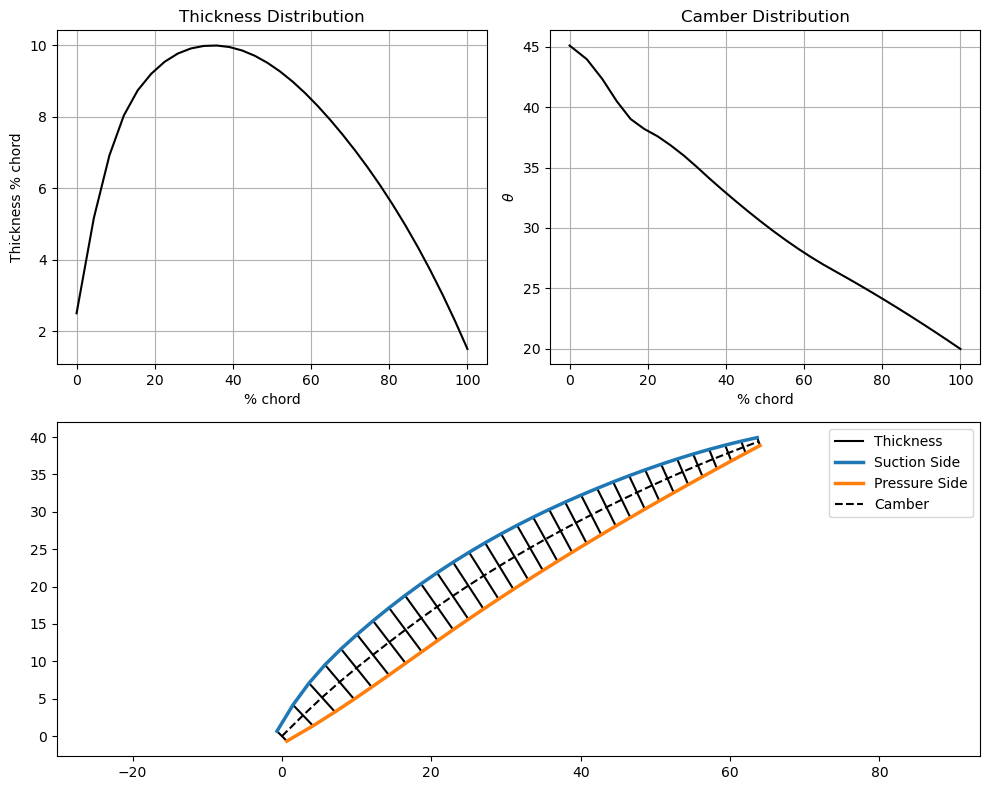 Thickness Distribution
Thickness % chord
10
8
6
4
2
0 20 40 60 80 100
% chord
Camber Distribution
θ
45
40
35
30
25
20
0 20 40 60 80 100
% chord
40
35
30
25
20
15
10
5
0
−20 0 20 40 60 80
Thickness
Suction Side
Pressure Side
Camber